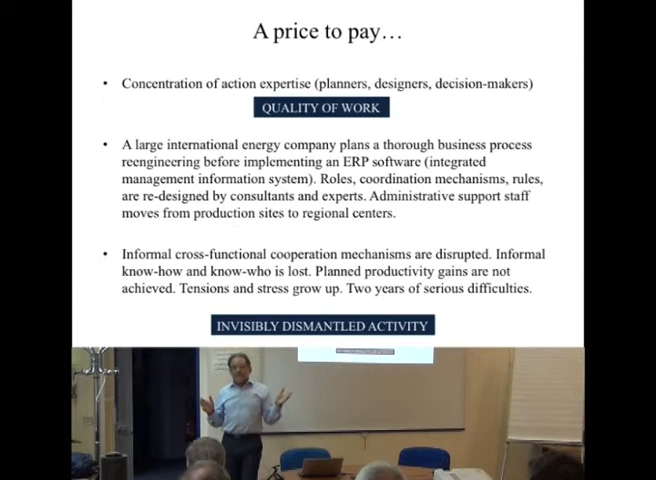 A price to pay…
• Concentration of action expertise (planners, designers, decision-makers)
QUALITY OF WORK
• A large international energy company plans a thorough business process
reengineering before implementing an ERP software (integrated
management information system). Roles, coordination mechanisms, rules,
are re-designed by consultants and experts. Administrative support staff
moves from production sites to regional centers.
• Informal cross-functional cooperation mechanisms are disrupted. Informal
know-how and know-who is lost. Planned productivity gains are not
achieved. Tensions and stress grow up. Two years of serious difficulties.
INVISIBLY DISMANTLED ACTIVITY